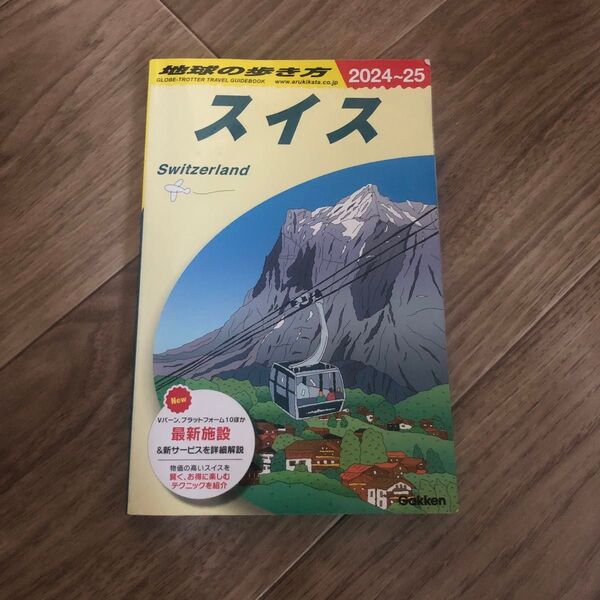 地球の歩き方
GLOBE-TROTTER TRAVEL GUIDEBOOK
www.arukikata.co.jp
2024~25
スイス
Switzerland
New
Vバーン、プラットフォーム10ほか
最新施設
&新サービスを詳細解説
物価の高いスイスを
賢く、お得に楽しむ
テクニックを紹介
86
Gakken